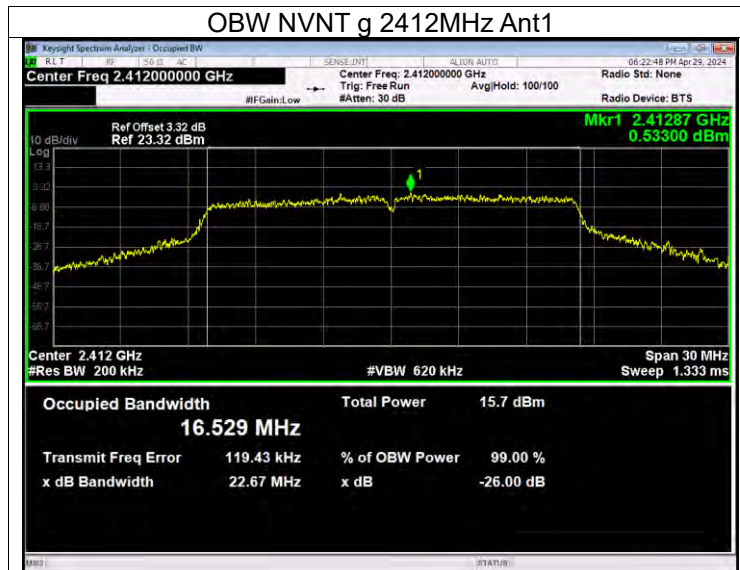 OBW NVNT g 2412MHz Ant1
Keysight Spectrum Analyzer - Occupied BW
RLT RF 50 Ω AC SENSE:INT ALIGN AUTO 06:22:48 PM Apr 29, 2024
Center Freq 2.412000000 GHz Center Freq: 2.412000000 GHz Radio Std: None
Trig: Free Run Avg|Hold: 100/100
#IFGain:Low #Atten: 30 dB Radio Device: BTS
Mkr1 2.41287 GHz
Ref Offset 3.32 dB
10 dB/div Ref 23.32 dBm 0.53300 dBm
Log
13.3
1
-16.7
-26.7
-36.7
-46.7
-56.7
-66.7
Center 2.412 GHz Span 30 MHz
#Res BW 200 kHz #VBW 620 kHz Sweep 1.333 ms
Occupied Bandwidth Total Power 15.7 dBm
16.529 MHz
Transmit Freq Error 119.43 kHz % of OBW Power 99.00 %
x dB Bandwidth 22.67 MHz x dB -26.00 dB
MSG STATUS